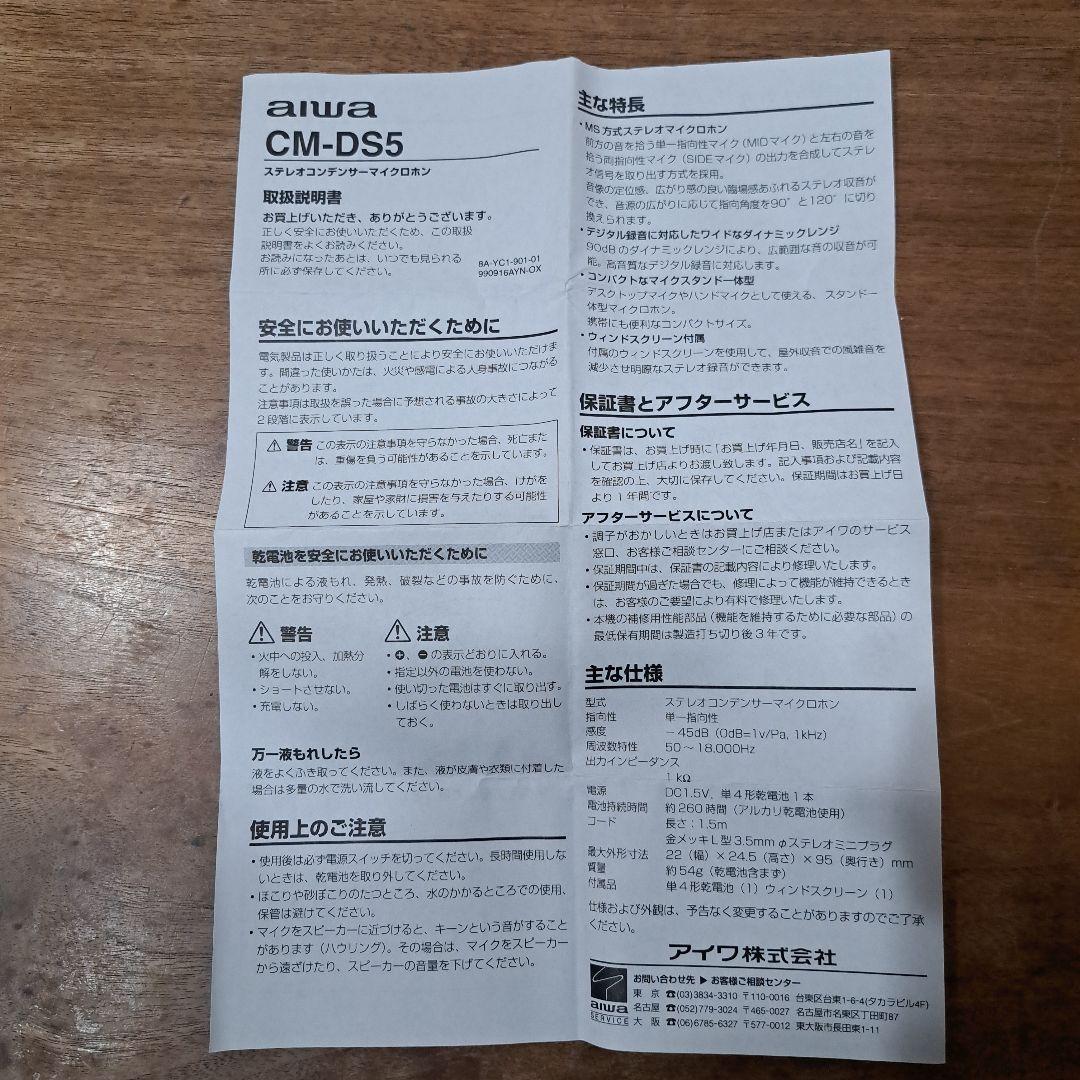 aiwa
CM-DS5
ステレオコンデンサーマイクロホン
取扱説明書
お買上げいただき、ありがとうございます。
正しく安全にお使いいただくため、この取扱
説明書をよくお読みください。
お読みになったあとは、いつでも見られる
所に必ず保存してください。
8A-YC1-901-01
990916AYN-OX
安全にお使いいただくために
電気製品は正しく取り扱うことにより安全にお使いいただけま
す。間違った使いかたは、火災や感電による人身事故につながる
ことがあります。
注意事項は取扱を誤った場合に予想される事故の大きさによって
2段階に表示しています。
⚠警告 この表示の注意事項を守らなかった場合、死亡また
は、重傷を負う可能性があることを示しています。
⚠注意 この表示の注意事項を守らなかった場合、けがを
したり、家屋や家財に損害を与えたりする可能性
があることを示しています。
乾電池を安全にお使いいただくために
乾電池による液もれ、発熱、破裂などの事故を防ぐために、
次のことをお守りください。
⚠警告
・火中への投入、加熱分
解をしない。
・ショートさせない。
・充電しない。
⚠注意
・⊕、⊖の表示どおりに入れる。
・指定以外の電池を使わない。
・使い切った電池はすぐに取り出す。
・しばらく使わないときは取り出し
ておく。
万一液もれしたら
液をよくふき取ってください。また、液が皮膚や衣類に付着した
場合は多量の水で洗い流してください。
使用上のご注意
・使用後は必ず電源スイッチを切ってください。長時間使用しな
いときは、乾電池を取り外してください。
・ほこりや砂ぼこりのたつところ、水のかかるところでの使用、
保管は避けてください。
・マイクをスピーカーに近づけると、キーンという音がすること
があります（ハウリング）。その場合は、マイクをスピーカー
から遠ざけたり、スピーカーの音量を下げてください。
主な特長
・MS方式ステレオマイクロホン
前方の音を拾う単一指向性マイク（MIDマイク）と左右の音を
拾う両指向性マイク（SIDEマイク）の出力を合成してステレ
オ信号を取り出す方式を採用。
音像の定位感、広がり感の良い臨場感あふれるステレオ収音が
でき、音源の広がりに応じて指向角度を90°と120°に切り
換えられます。
・デジタル録音に対応したワイドなダイナミックレンジ
90dBのダイナミックレンジにより、広範囲な音の収音が可
能。高音質なデジタル録音に対応します。
・コンパクトなマイクスタンド一体型
デスクトップマイクやハンドマイクとして使える、スタンド一
体型マイクロホン。
携帯にも便利なコンパクトサイズ。
・ウィンドスクリーン付属
付属のウィンドスクリーンを使用して、屋外収音での風雑音を
減少させ明瞭なステレオ録音ができます。
保証書とアフターサービス
保証書について
・保証書は、お買上げ時に「お買上げ年月日、販売店名」を記入
してお買上げ店よりお渡し致します。記入事項および記載内容
を確認の上、大切に保存してください。保証期間はお買上げ日
より1年間です。
アフターサービスについて
・調子がおかしいときはお買上げ店またはアイワのサービス
窓口、お客様ご相談センターにご相談ください。
・保証期間中は、保証書の記載内容により修理いたします。
・保証期間が過ぎた場合でも、修理によって機能が維持できるとき
は、お客様のご要望により有料で修理いたします。
・本機の補修用性能部品（機能を維持するために必要な部品）の
最低保有期間は製造打ち切り後3年です。
主な仕様
型式 ステレオコンデンサーマイクロホン
指向性 単一指向性
感度 －45dB（0dB=1v/Pa, 1kHz）
周波数特性 50～18,000Hz
出力インピーダンス
1kΩ
電源 DC1.5V、単4形乾電池1本
電池持続時間 約260時間（アルカリ乾電池使用）
コード 長さ：1.5m
金メッキL型3.5mmφステレオミニプラグ
最大外形寸法 22（幅）×24.5（高さ）×95（奥行き）mm
質量 約54g（乾電池含まず）
付属品 単4形乾電池（1）ウィンドスクリーン（1）
仕様および外観は、予告なく変更することがありますのでご了承
ください。
アイワ株式会社
aiwa
SERVICE
お問い合わせ先▶お客様ご相談センター
東 京 ☎(03)3834-3310 〒110-0016 台東区台東1-6-4(タカラビル4F)
名古屋 ☎(052)779-3024 〒465-0027 名古屋市名東区丁田町87
大 阪 ☎(06)6785-6327 〒577-0012 東大阪市長田東1-11